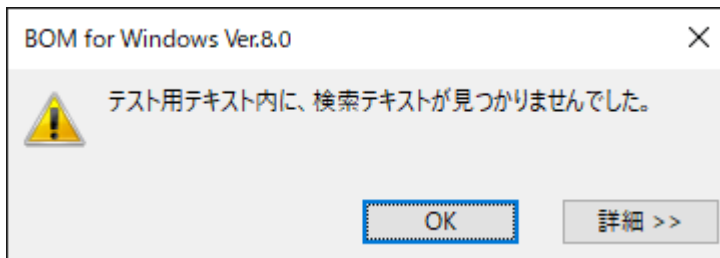 BOM for Windows Ver.8.0
テスト用テキスト内に、検索テキストが見つかりませんでした。
OK
詳細 >>